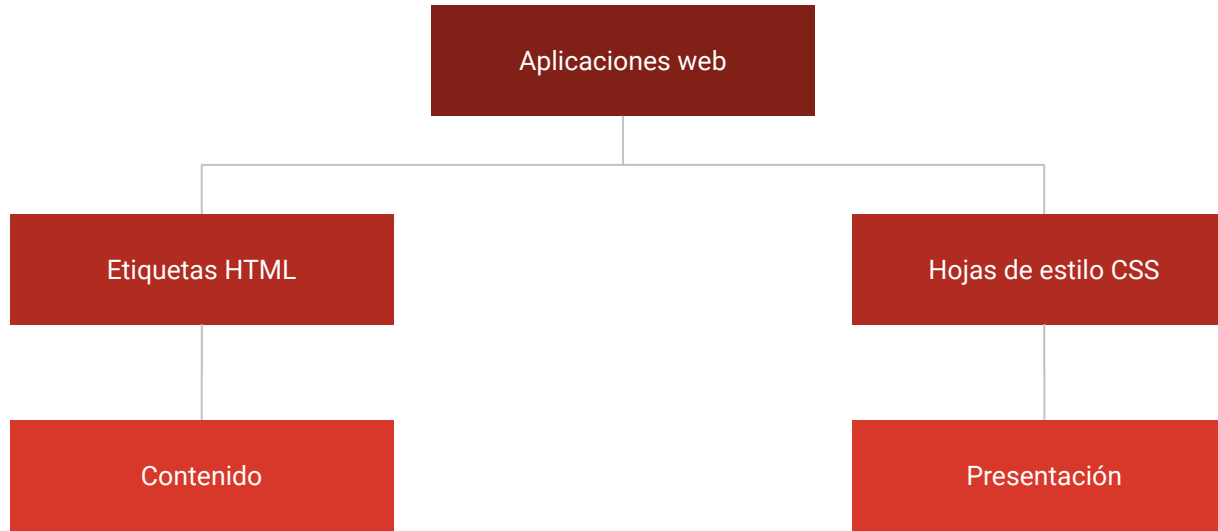 Aplicaciones web
Etiquetas HTML
Hojas de estilo CSS
Contenido
Presentación